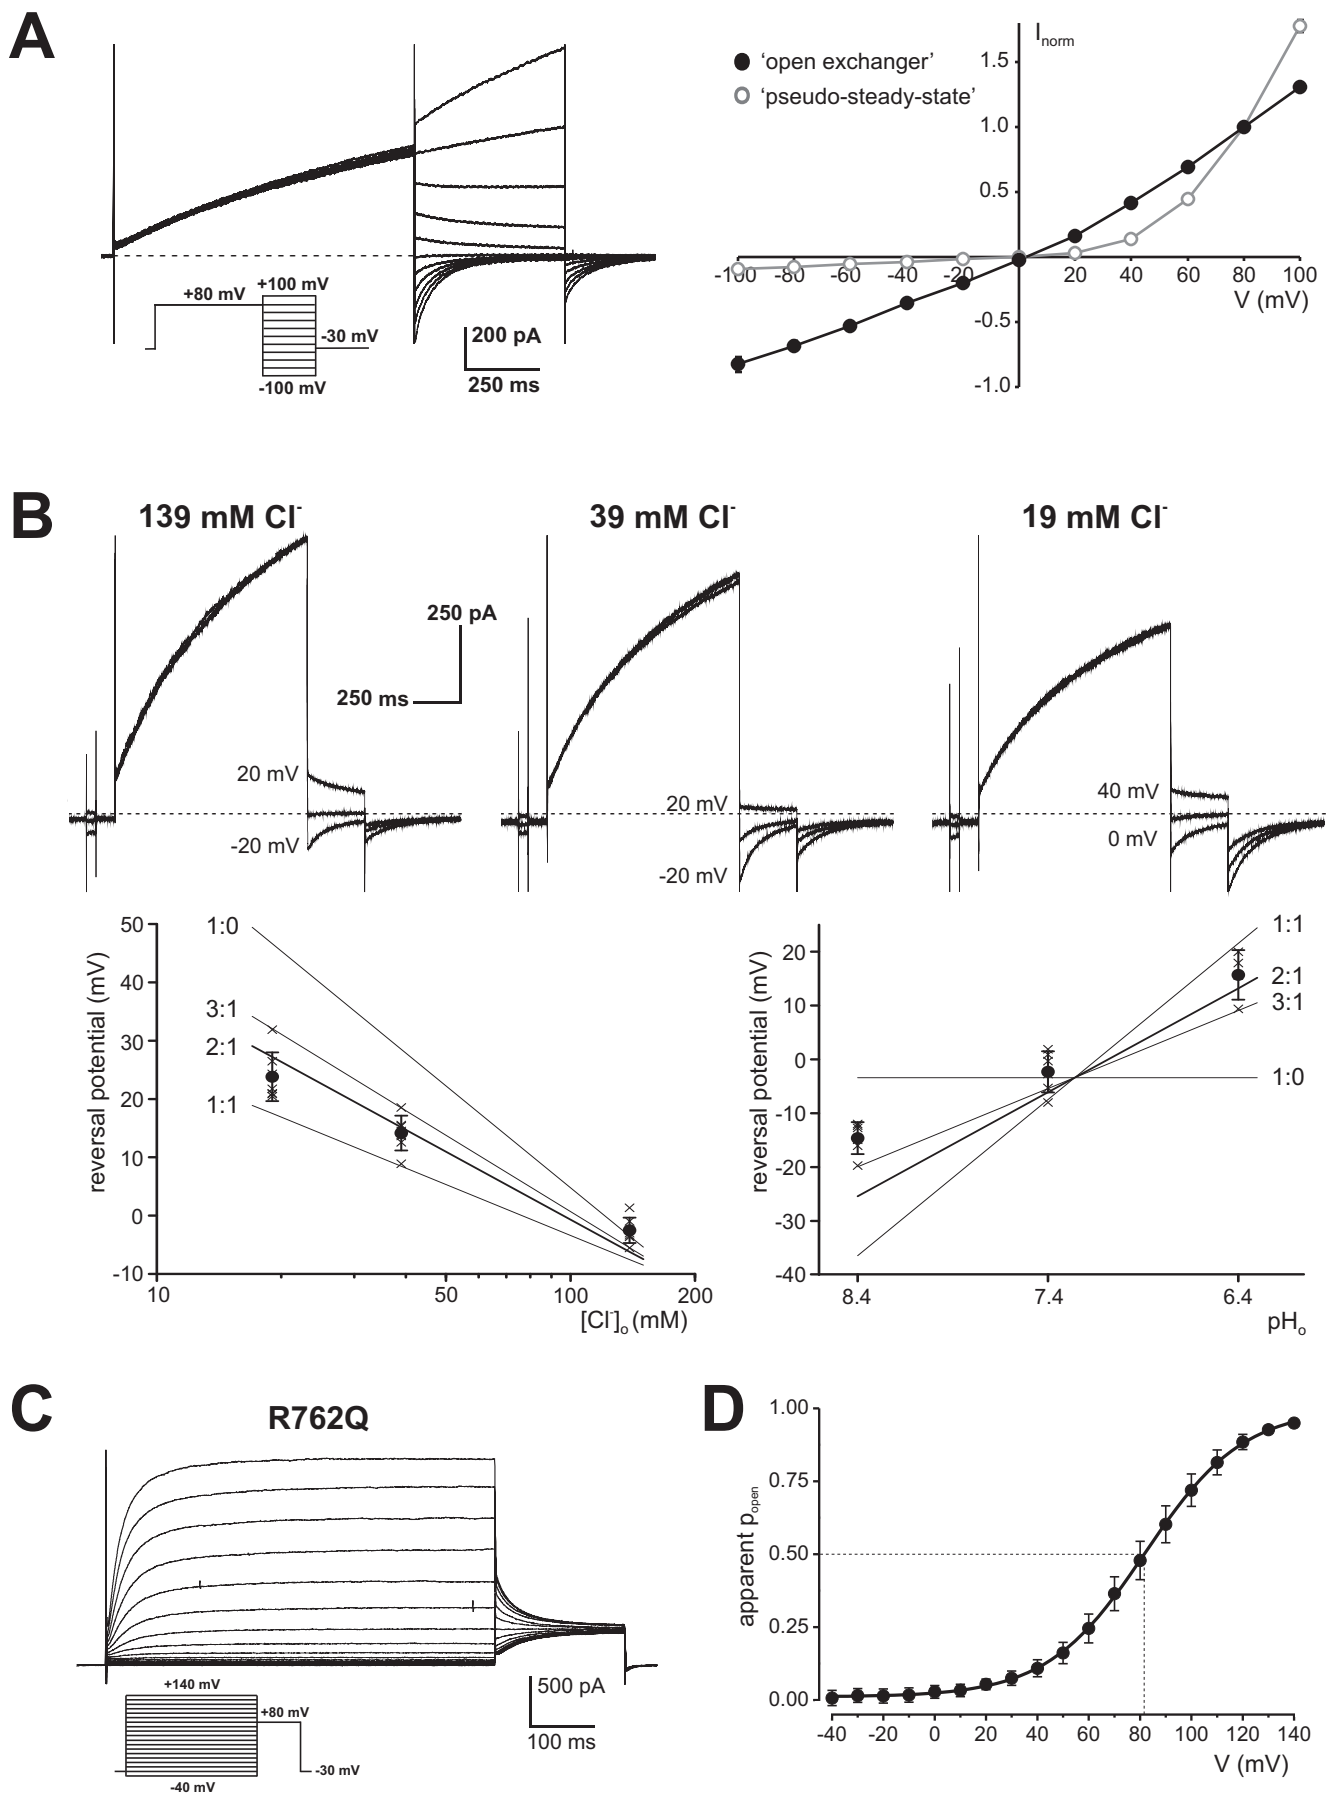 A
+80 mV
+100 mV
-30 mV
-100 mV
200 pA
250 ms
'open exchanger'
'pseudo-steady-state'
Inorm
1.5
1.0
0.5
-0.5
-1.0
-100 -80 -60 -40 -20 20 40 60 80 100
V (mV)
B
139 mM Cl-
39 mM Cl-
19 mM Cl-
250 pA
250 ms
20 mV
-20 mV
20 mV
-20 mV
40 mV
0 mV
reversal potential (mV)
50
40
30
20
10
0
-10
1:0
3:1
2:1
1:1
10 50 100 200
[Cl-]o (mM)
reversal potential (mV)
20
10
0
-10
-20
-30
-40
1:1
2:1
3:1
1:0
8.4 7.4 6.4
pHo
C
R762Q
+140 mV
+80 mV
-30 mV
-40 mV
500 pA
100 ms
D
apparent popen
1.00
0.75
0.50
0.25
0.00
-40 -20 0 20 40 60 80 100 120 140
V (mV)